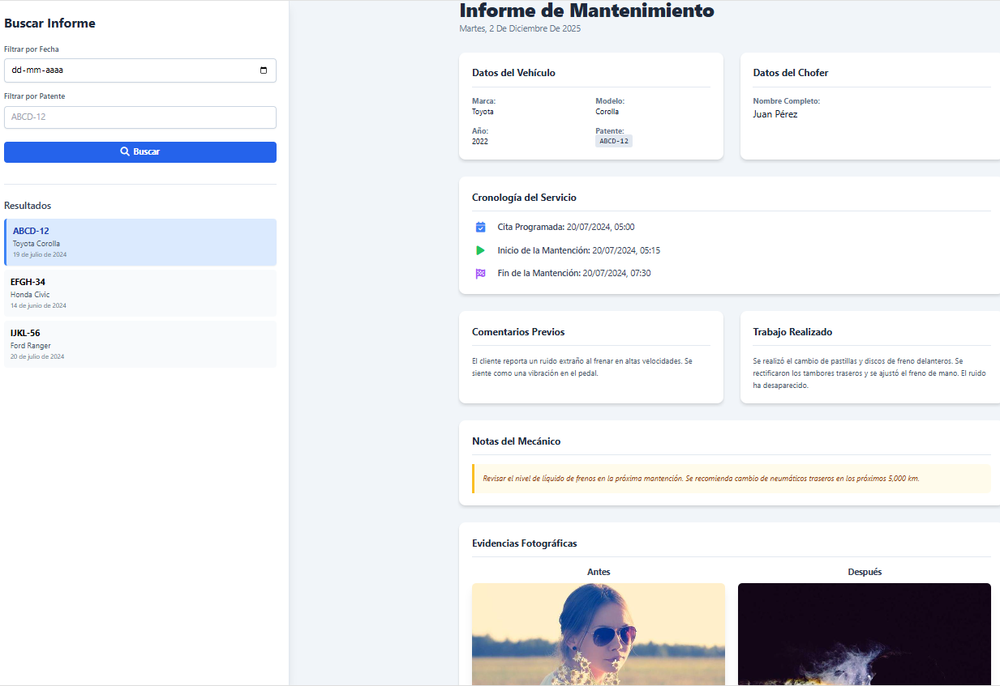 Buscar Informe
Filtrar por Fecha
dd-mm-aaaa
Filtrar por Patente
ABCD-12
Buscar
Resultados
ABCD-12
Toyota Corolla
19 de julio de 2024
EFGH-34
Honda Civic
14 de junio de 2024
IJKL-56
Ford Ranger
20 de julio de 2024
Informe de Mantenimiento
Martes, 2 De Diciembre De 2025
Datos del Vehículo
Marca:
Toyota
Modelo:
Corolla
Año:
2022
Patente:
ABCD-12
Datos del Chofer
Nombre Completo:
Juan Pérez
Cronología del Servicio
Cita Programada: 20/07/2024, 05:00
Inicio de la Mantención: 20/07/2024, 05:15
Fin de la Mantención: 20/07/2024, 07:30
Comentarios Previos
El cliente reporta un ruido extraño al frenar en altas velocidades. Se
siente como una vibración en el pedal.
Trabajo Realizado
Se realizó el cambio de pastillas y discos de freno delanteros. Se
rectificaron los tambores traseros y se ajustó el freno de mano. El ruido
ha desaparecido.
Notas del Mecánico
Revisar el nivel de líquido de frenos en la próxima mantención. Se recomienda cambio de neumáticos traseros en los próximos 5,000 km.
Evidencias Fotográficas
Antes
Después